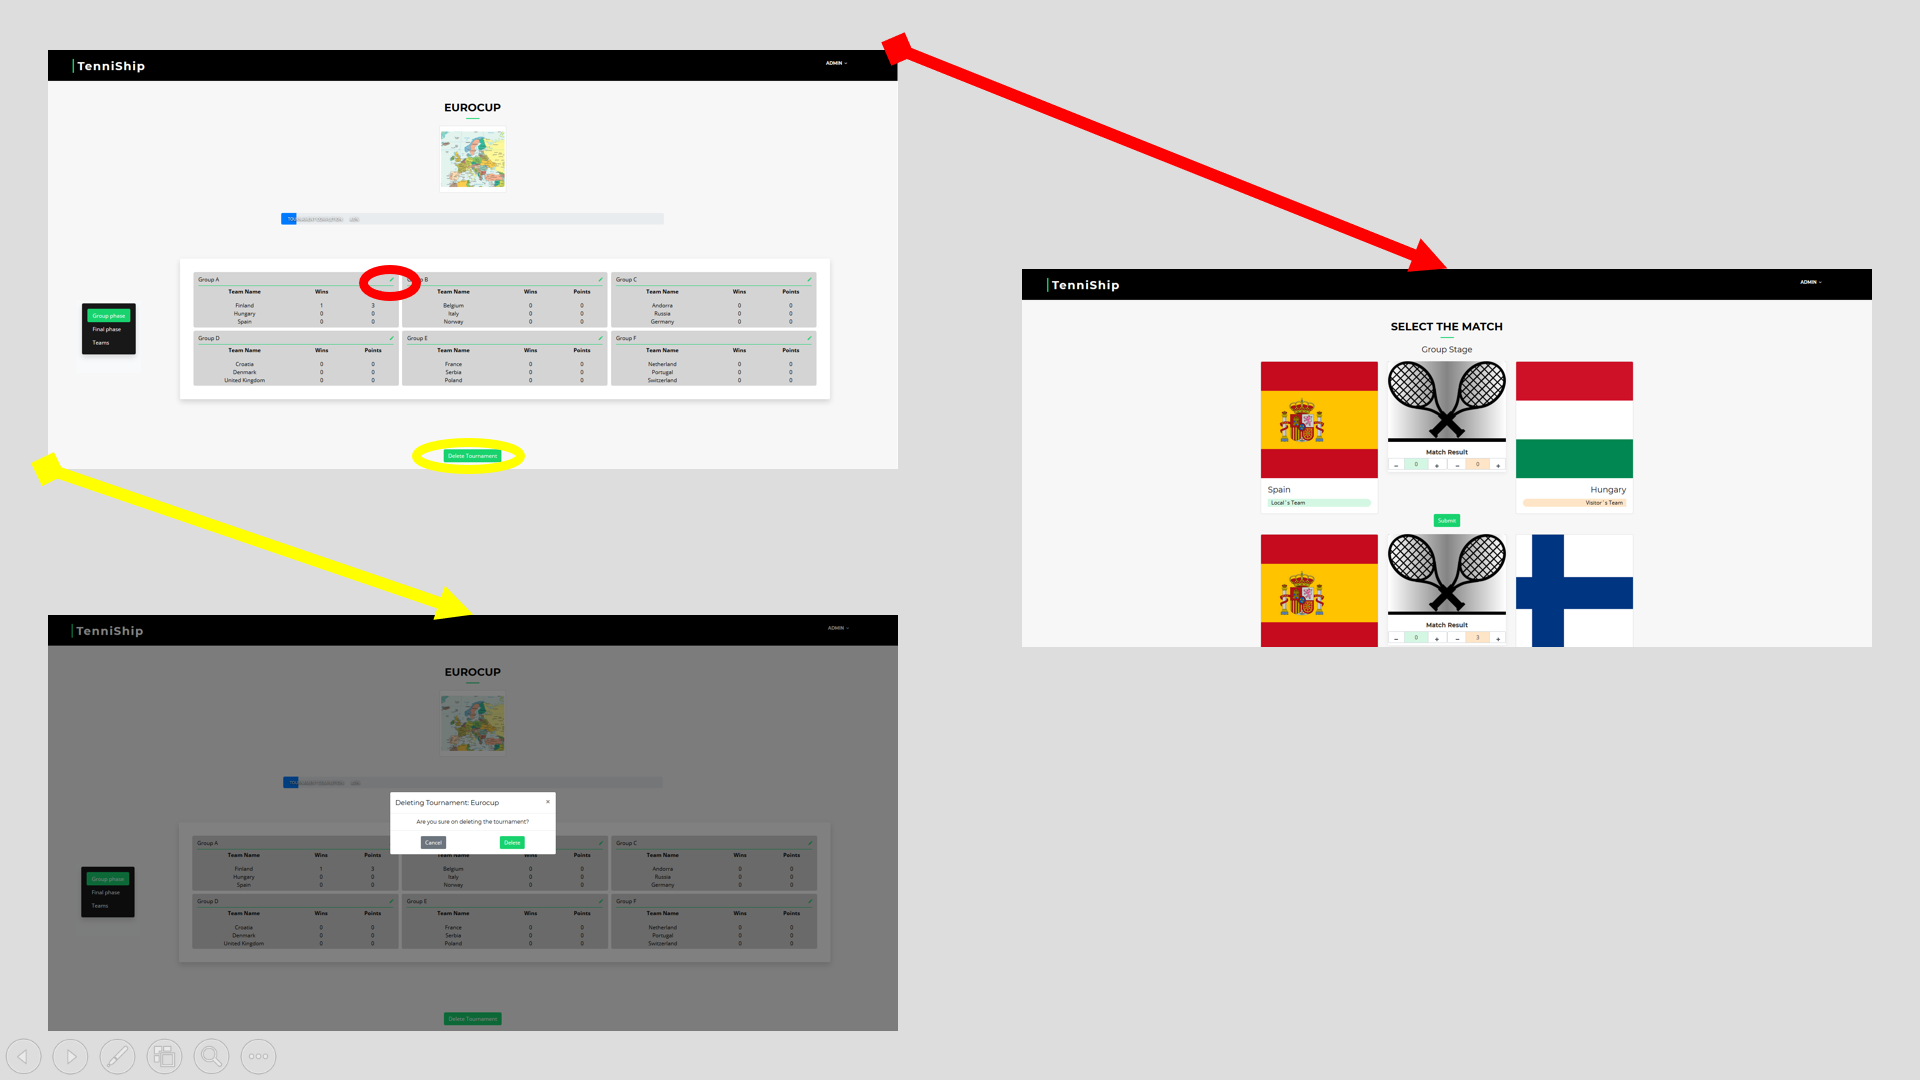 TenniShip
ADMIN
EUROCUP
Group A
Team Name Wins
Finland 1 3
Hungary 0 0
Spain 0 0
B
Team Name Wins Points
Belgium 0 0
Italy 0 0
Norway 0 0
Group C
Team Name Wins Points
Andorra 0 0
Russia 0 0
Germany 0 0
Group phase
Final phase
Teams
Group D
Team Name Wins Points
Croatia 0 0
Denmark 0 0
United Kingdom 0 0
Group E
Team Name Wins Points
France 0 0
Serbia 0 0
Poland 0 0
Group F
Team Name Wins Points
Netherland 0 0
Portugal 0 0
Switzerland 0 0
Delete Tournament
TenniShip
ADMIN
SELECT THE MATCH
Group Stage
Match Result
− 0 + − 0 +
Spain
Local´s Team
Hungary
Visitor´s Team
Submit
Match Result
− 0 + − 3 +
TenniShip
ADMIN
EUROCUP
Deleting Tournament: Eurocup ×
Are you sure on deleting the tournament?
Cancel Delete
Group A
Team Name Wins Points
Finland 1 3
Hungary 0 0
Spain 0 0
Team Name Wins Points
Belgium 0 0
Italy 0 0
Norway 0 0
Group C
Team Name Wins Points
Andorra 0 0
Russia 0 0
Germany 0 0
Group phase
Final phase
Teams
Group D
Team Name Wins Points
Croatia 0 0
Denmark 0 0
United Kingdom 0 0
Group E
Team Name Wins Points
France 0 0
Serbia 0 0
Poland 0 0
Group F
Team Name Wins Points
Netherland 0 0
Portugal 0 0
Switzerland 0 0
Delete Tournament